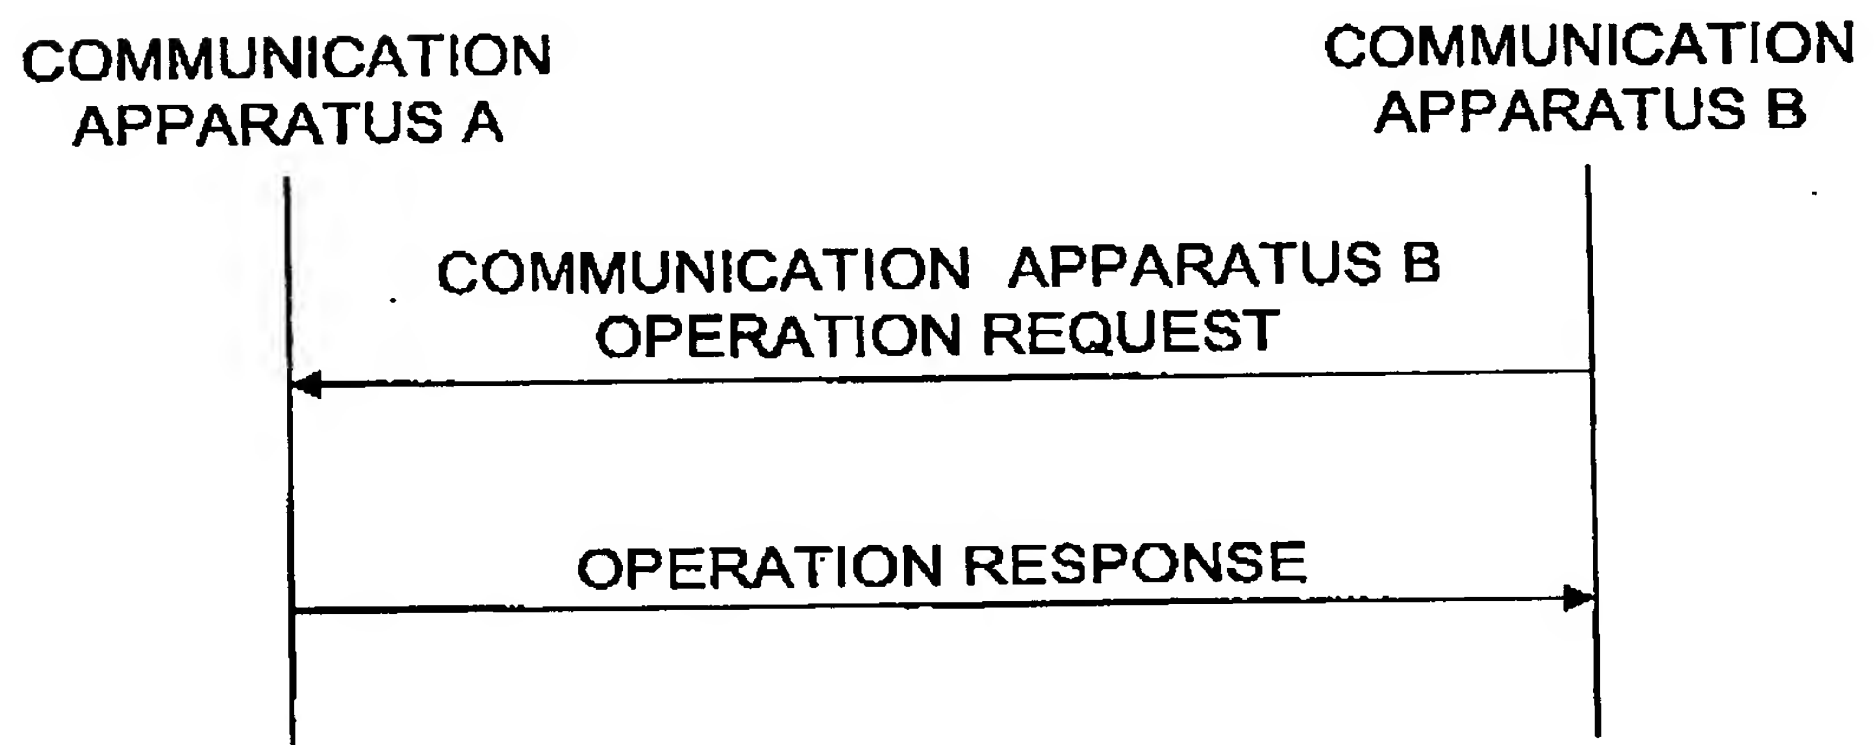 COMMUNICATION
APPARATUS A
COMMUNICATION
APPARATUS B
COMMUNICATION APPARATUS B
OPERATION REQUEST
OPERATION RESPONSE